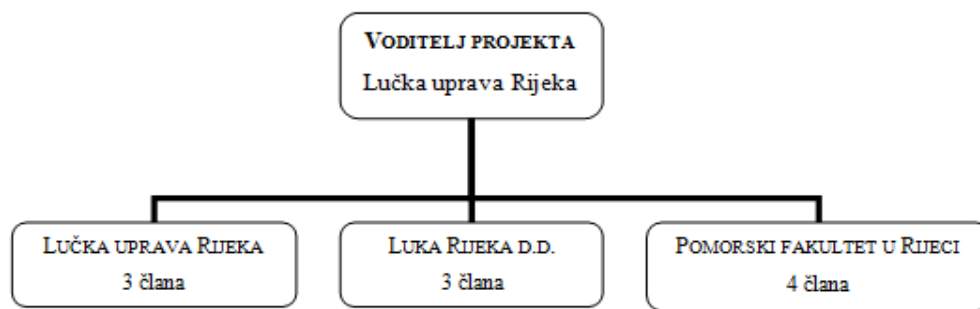 VODITELJ PROJEKTA
Lučka uprava Rijeka
LUČKA UPRAVA RIJEKA
3 člana
LUKA RIJEKA D.D.
3 člana
POMORSKI FAKULTET U RIJECI
4 člana